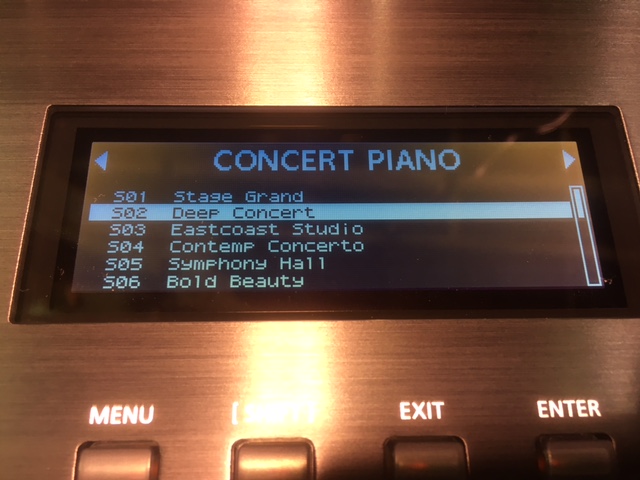 CONCERT PIANO
S01 Stage Grand
S02 Deep Concert
S03 Eastcoast Studio
S04 Contemp Concerto
S05 Symphony Hall
S06 Bold Beauty
MENU EXIT ENTER